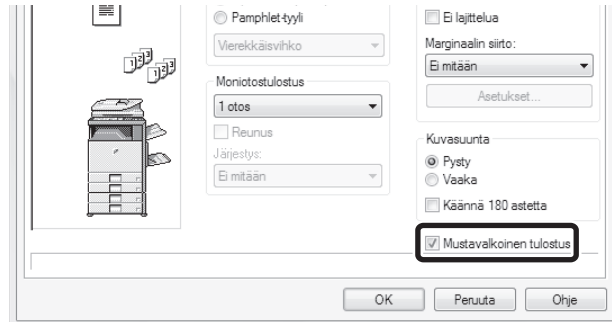 Pamphlet-tyyli
Vierekkäisvihko
Moniotostulostus
1 otos
Reunus
Järjestys:
Ei mitään
Ei lajittelua
Marginaalin siirto:
Ei mitään
Asetukset...
Kuvasuunta
Pysty
Vaaka
Käännä 180 astetta
Mustavalkoinen tulostus
OK
Peruuta
Ohje